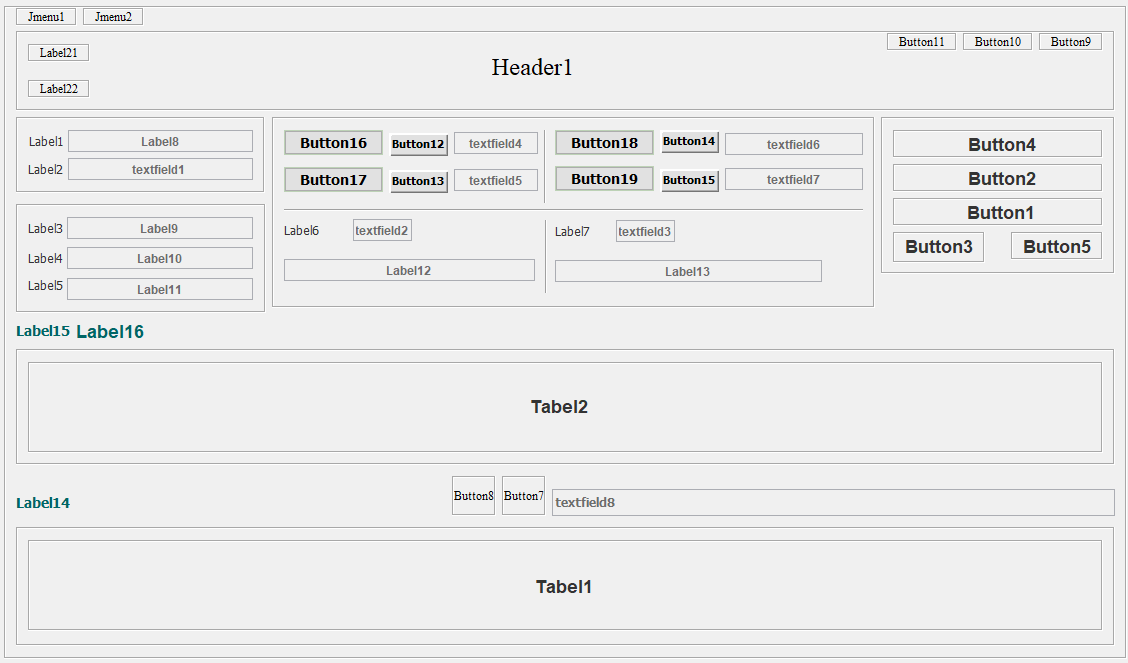 Jmenu1 Jmenu2
Button11 Button10 Button9
Label21
Header1
Label22
Label1 Label8
Label2 textfield1
Label3 Label9
Label4 Label10
Label5 Label11
Button16 Button12 textfield4
Button17 Button13 textfield5
Button18 Button14 textfield6
Button19 Button15 textfield7
Label6 textfield2
Label12
Label7 textfield3
Label13
Button4
Button2
Button1
Button3 Button5
Label15 Label16
Tabel2
Label14 Button8 Button7 textfield8
Tabel1